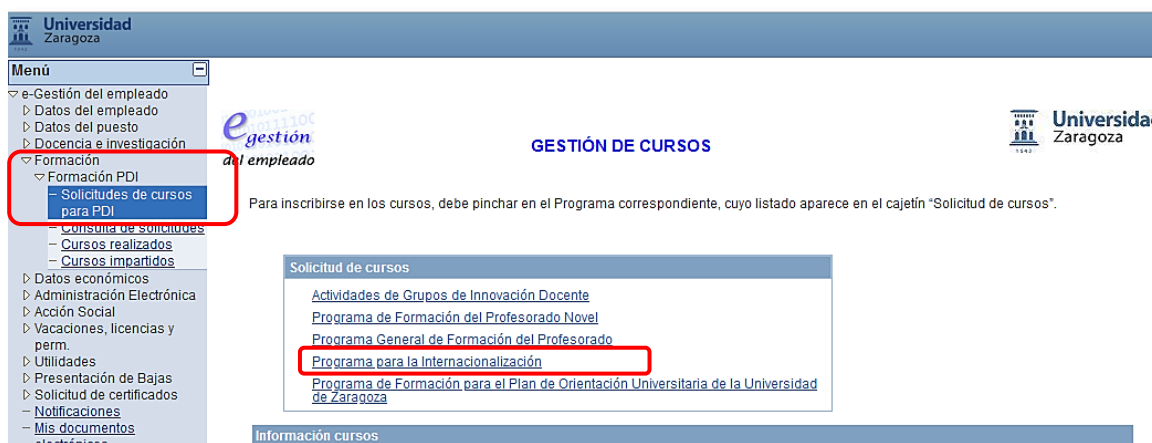 Universidad
Zaragoza
1542
Menú
e-Gestión del empleado
Datos del empleado
Datos del puesto
Docencia e investigación
Formación
Formación PDI
Solicitudes de cursos
para PDI
Consulta de solicitudes
Cursos realizados
Cursos impartidos
Datos económicos
Administración Electrónica
Acción Social
Vacaciones, licencias y
perm.
Utilidades
Presentación de Bajas
Solicitud de certificados
Notificaciones
Mis documentos
electrónicos
e gestión
del empleado
GESTIÓN DE CURSOS
Universidad
Zaragoza
1542
Para inscribirse en los cursos, debe pinchar en el Programa correspondiente, cuyo listado aparece en el cajetín “Solicitud de cursos”.
Solicitud de cursos
Actividades de Grupos de Innovación Docente
Programa de Formación del Profesorado Novel
Programa General de Formación del Profesorado
Programa para la Internacionalización
Programa de Formación para el Plan de Orientación Universitaria de la Universidad
de Zaragoza
Información cursos